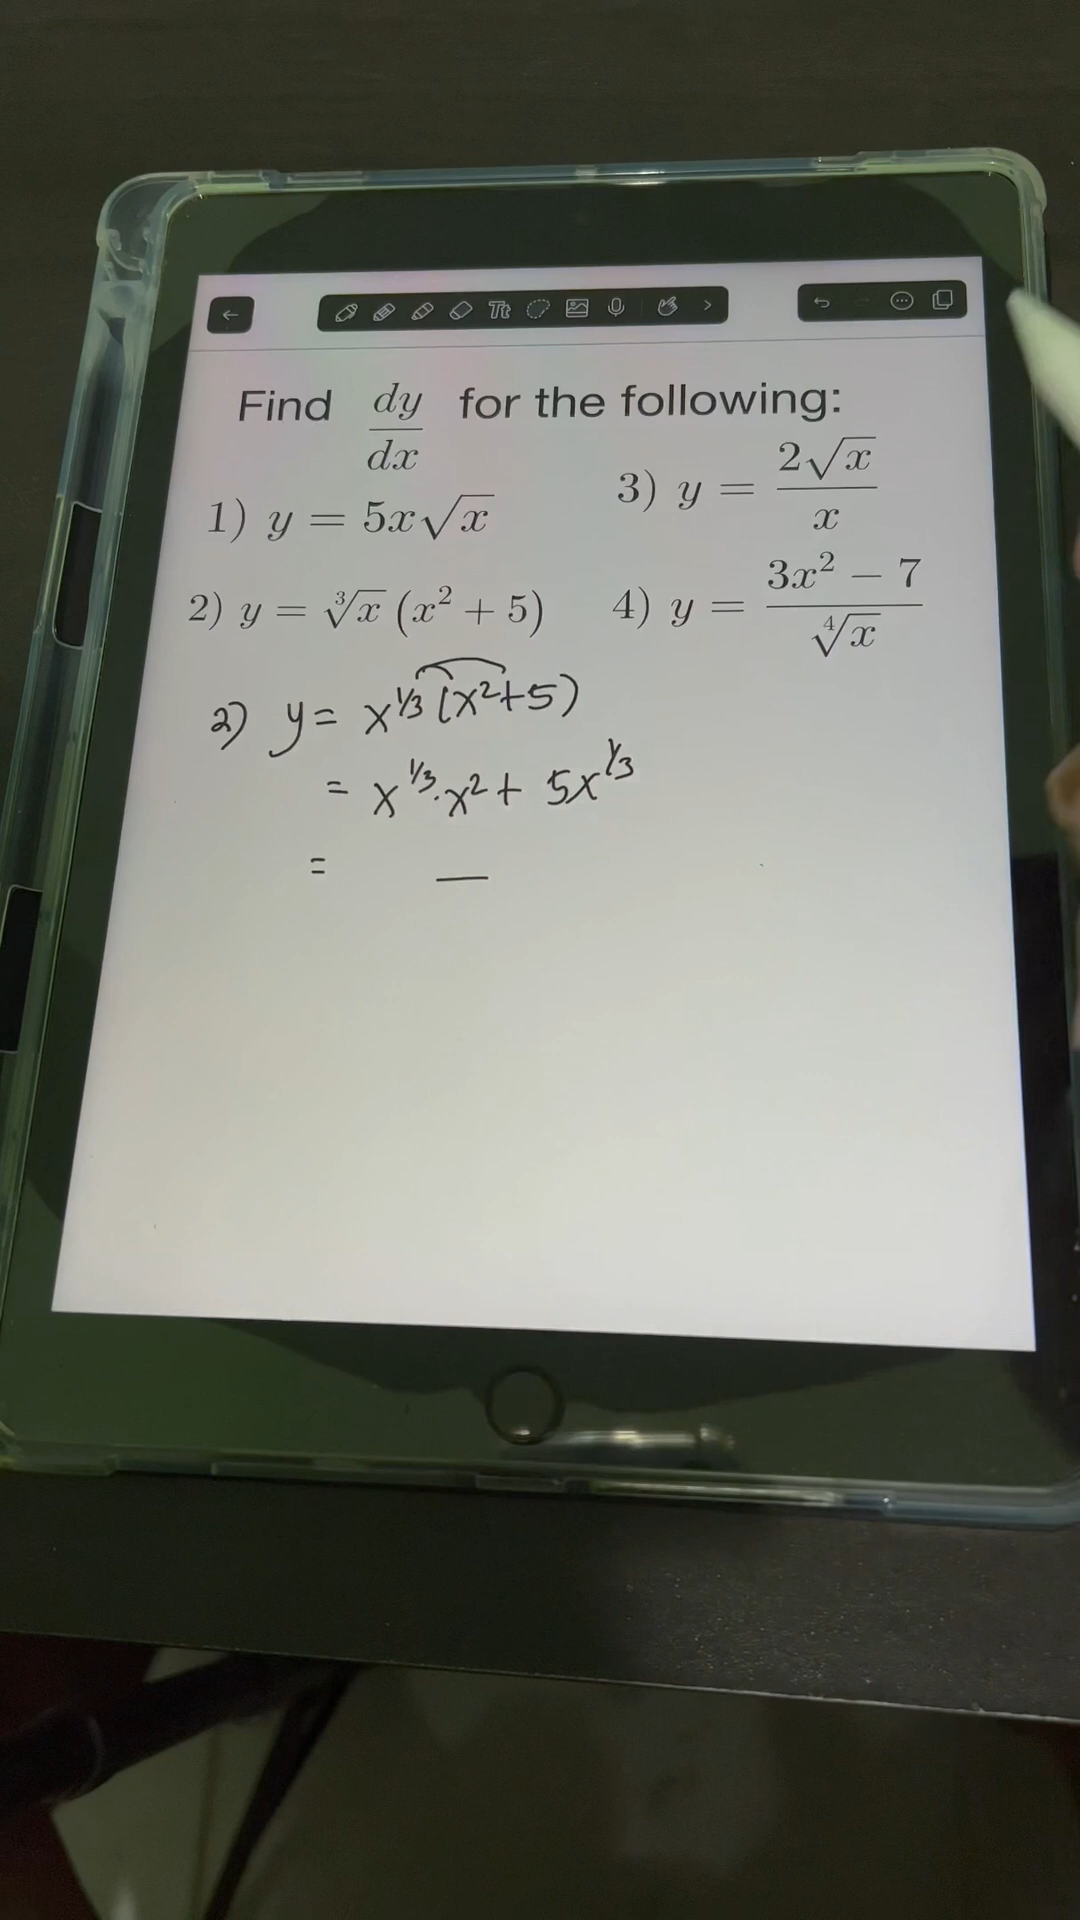 Find dy/dx for the following:
1) y = 5x√x
3) y = 2√x / x
2) y = ∛x (x² + 5)
4) y = 3x² − 7 / ∜x
2) y = x^1/3 (x²+5)
= x^1/3 · x² + 5x^1/3
= —